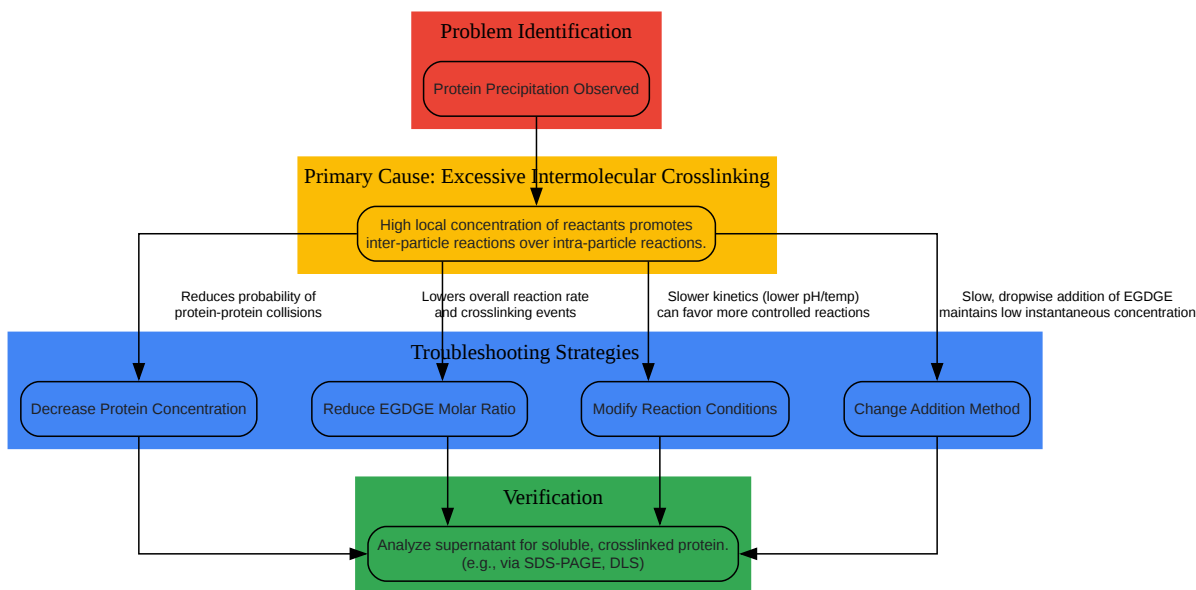 Problem Identification
Protein Precipitation Observed
Primary Cause: Excessive Intermolecular Crosslinking
High local concentration of reactants promotes
inter-particle reactions over intra-particle reactions.
Reduces probability of
protein-protein collisions
Lowers overall reaction rate
and crosslinking events
Slower kinetics (lower pH/temp)
can favor more controlled reactions
Slow, dropwise addition of EGDGE
maintains low instantaneous concentration
Troubleshooting Strategies
Decrease Protein Concentration
Reduce EGDGE Molar Ratio
Modify Reaction Conditions
Change Addition Method
Verification
Analyze supernatant for soluble, crosslinked protein.
(e.g., via SDS-PAGE, DLS)